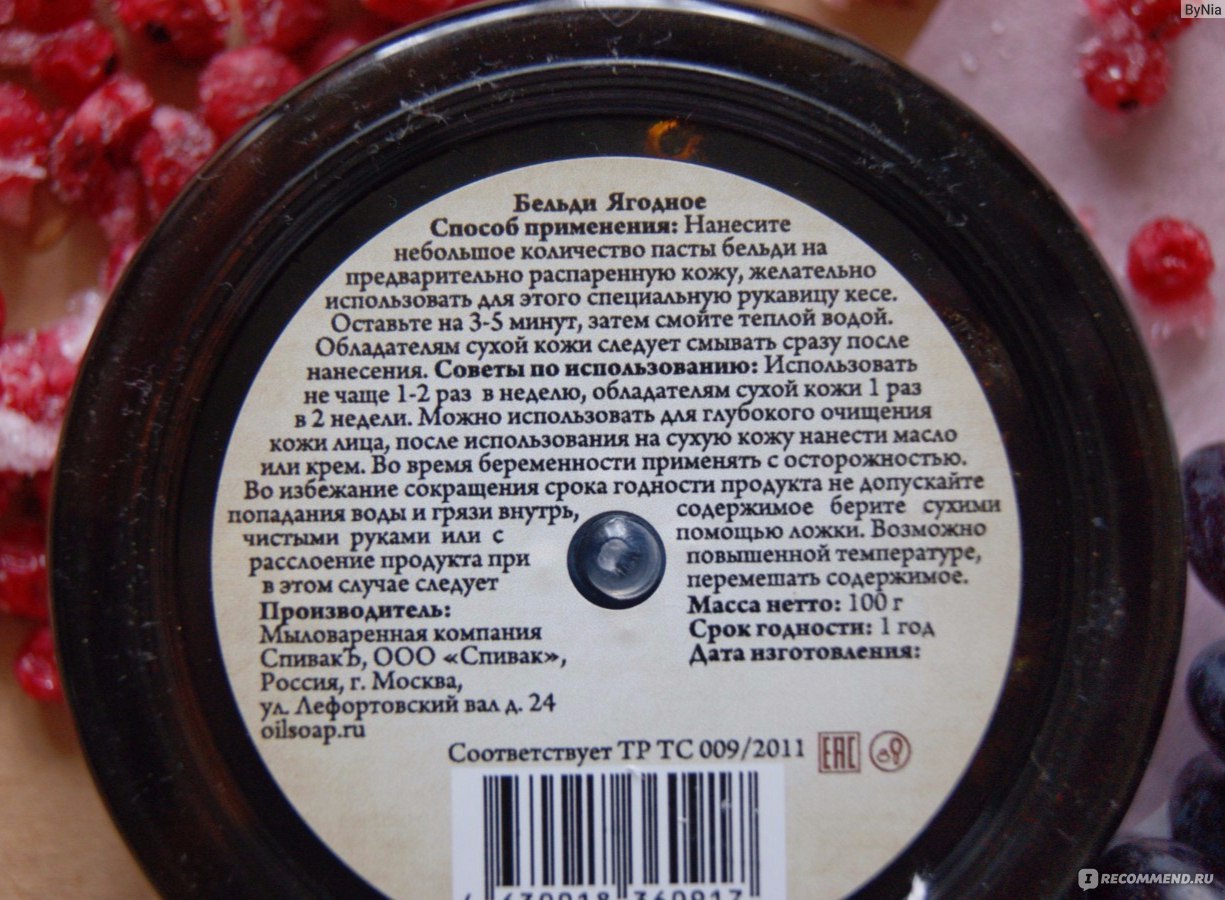 ByNia
Бельди Ягодное
Способ применения: Нанесите
небольшое количество пасты бельди на
предварительно распаренную кожу, желательно
использовать для этого специальную рукавицу кесе.
Оставьте на 3-5 минут, затем смойте теплой водой.
Обладателям сухой кожи следует смывать сразу после
нанесения. Советы по использованию: Использовать
не чаще 1-2 раз в неделю, обладателям сухой кожи 1 раз
в 2 недели. Можно использовать для глубокого очищения
кожи лица, после использования на сухую кожу нанести масло
или крем. Во время беременности применять с осторожностью.
Во избежание сокращения срока годности продукта не допускайте
попадания воды и грязи внутрь, содержимое берите сухими
чистыми руками или с помощью ложки. Возможно
расслоение продукта при повышенной температуре,
в этом случае следует перемешать содержимое.
Производитель:
Мыловаренная компания
СпивакЪ, ООО «Спивак»,
Россия, г. Москва,
ул. Лефортовский вал д. 24
oilsoap.ru
Масса нетто: 100 г
Срок годности: 1 год
Дата изготовления:
Соответствует ТР ТС 009/2011 EAC
4 630018 360917
I RECOMMEND.RU